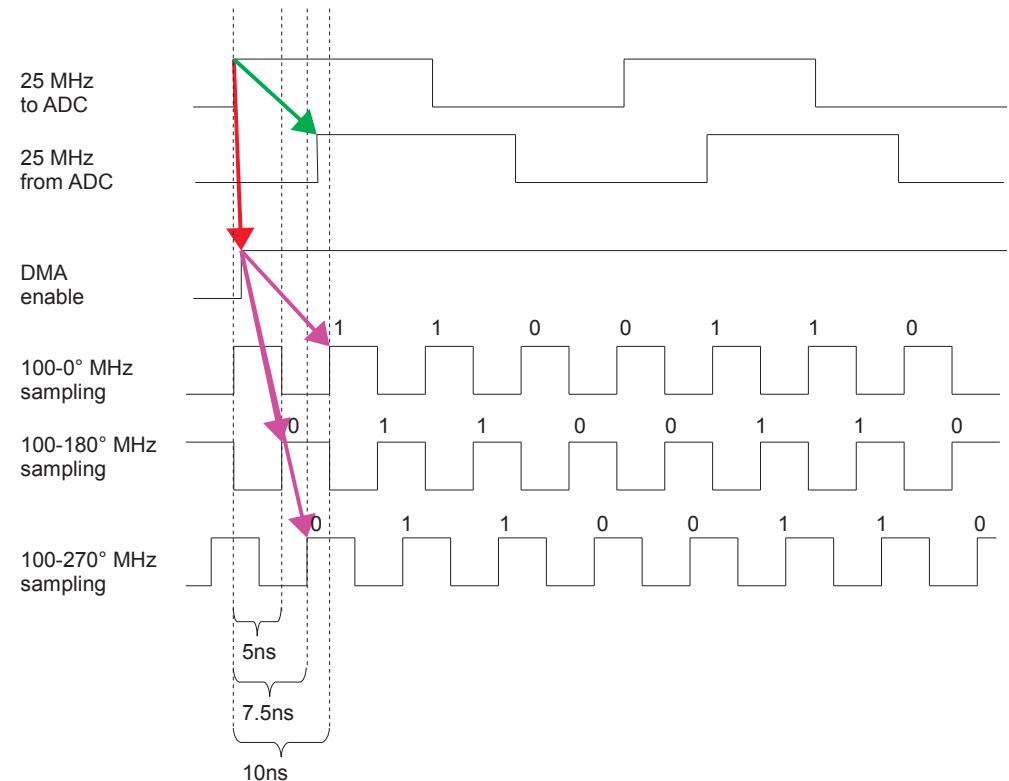 25 MHz
to ADC
25 MHz
from ADC
DMA
enable
1 1 0 0 1 1 0
100-0° MHz
sampling
0 1 1 0 0 1 1 0
100-180° MHz
sampling
0 1 1 0 0 1 1 0
100-270° MHz
sampling
5ns
7.5ns
10ns